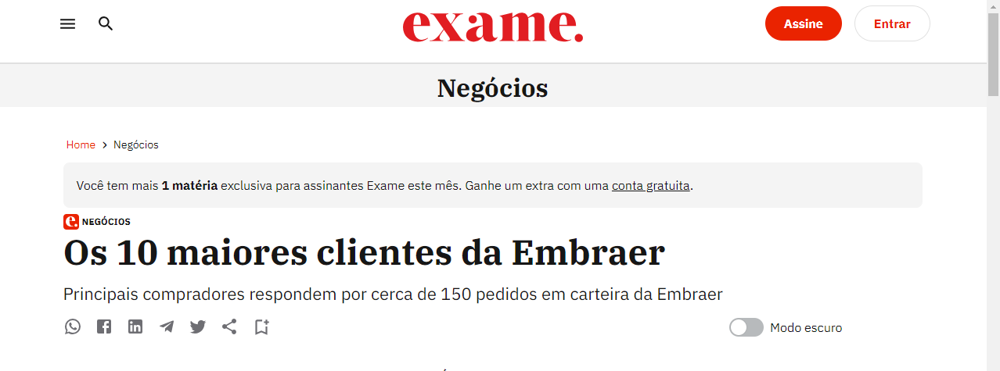 exame.
Assine
Entrar
Negócios
Home > Negócios
Você tem mais 1 matéria exclusiva para assinantes Exame este mês. Ganhe um extra com uma conta gratuita.
e. NEGÓCIOS
Os 10 maiores clientes da Embraer
Principais compradores respondem por cerca de 150 pedidos em carteira da Embraer
Modo escuro